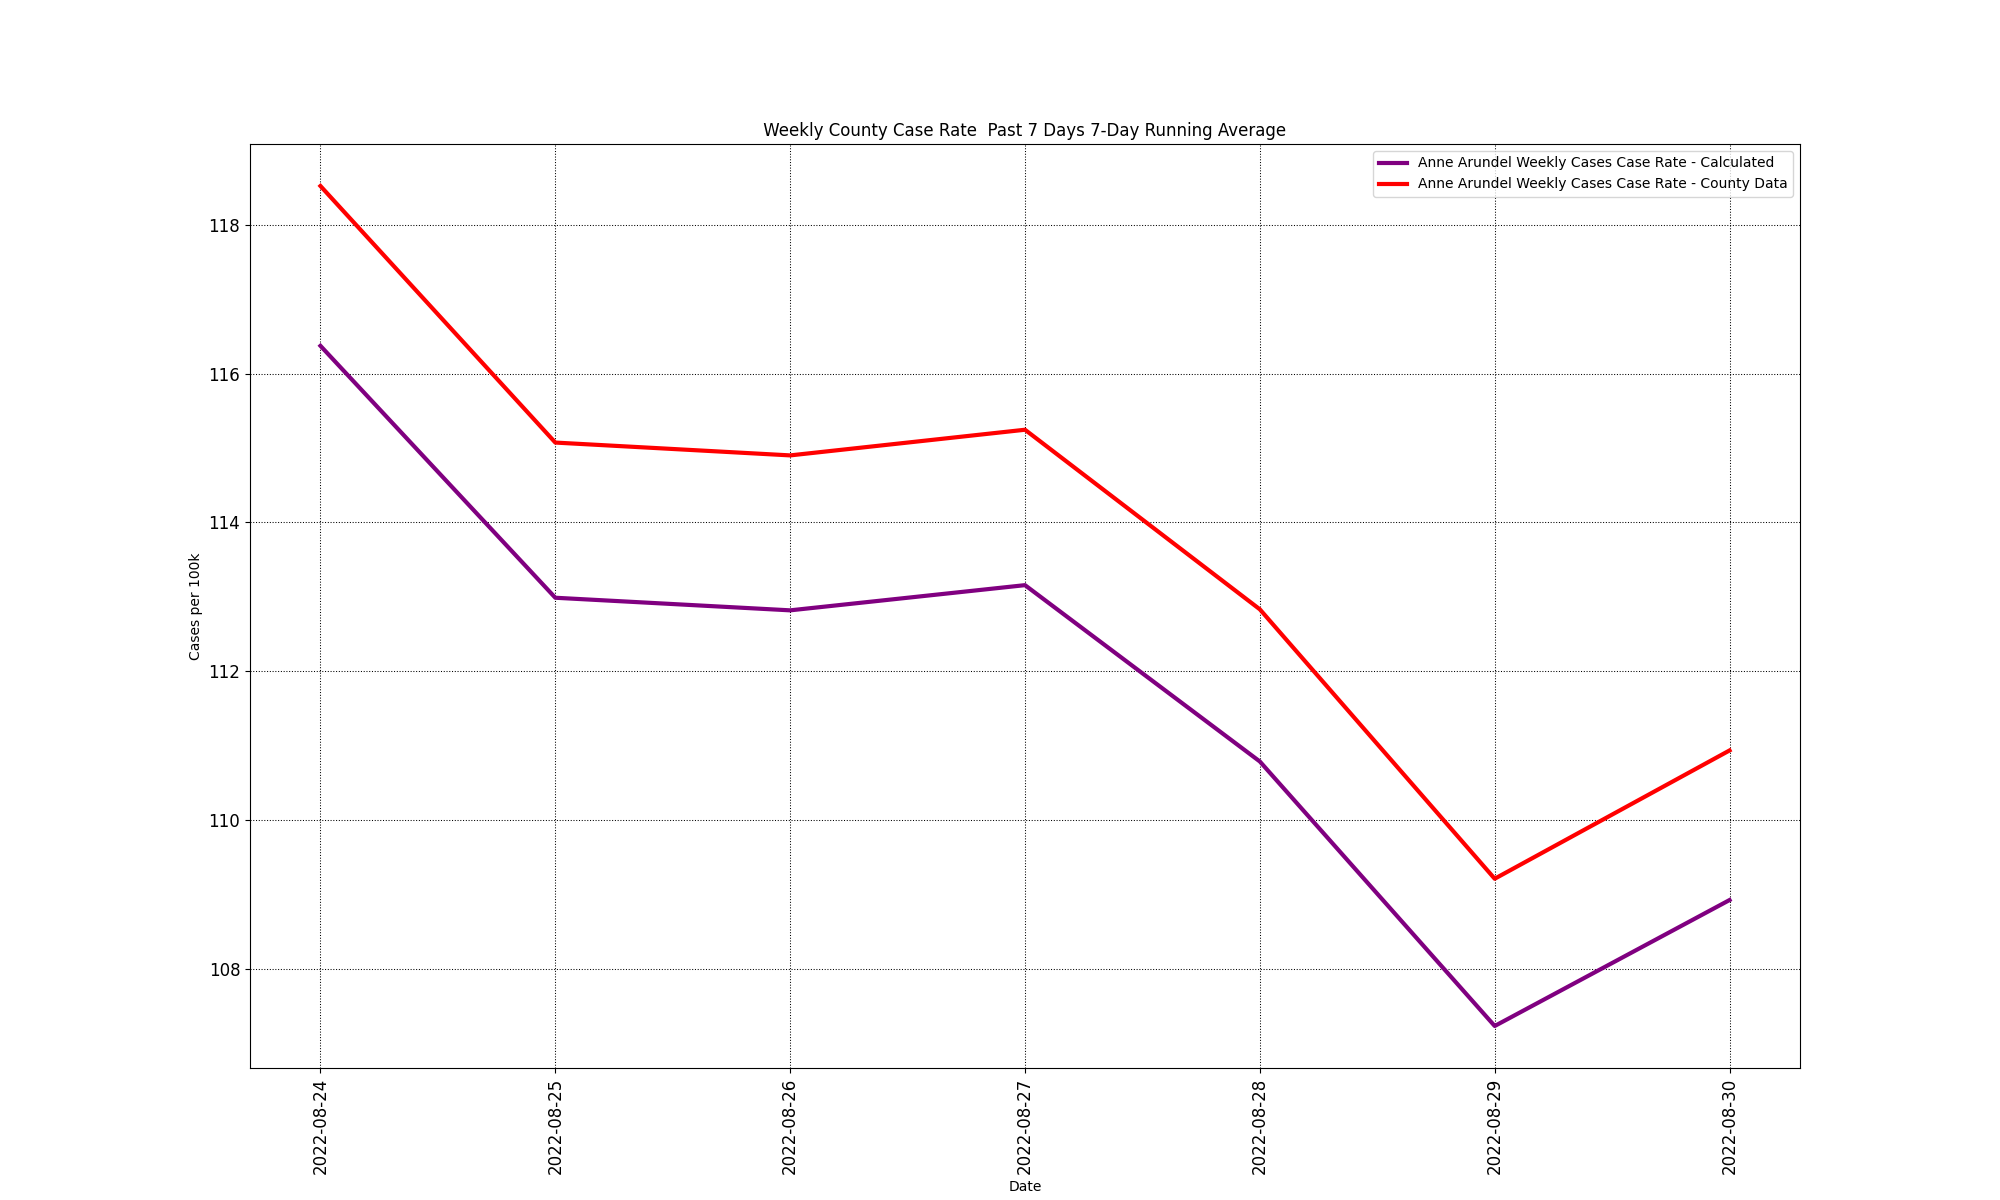 Weekly County Case Rate  Past 7 Days 7-Day Running Average
Anne Arundel Weekly Cases Case Rate - Calculated
Anne Arundel Weekly Cases Case Rate - County Data
118
116
114
112
110
108
Cases per 100k
2022-08-24
2022-08-25
2022-08-26
2022-08-27
2022-08-28
2022-08-29
2022-08-30
Date